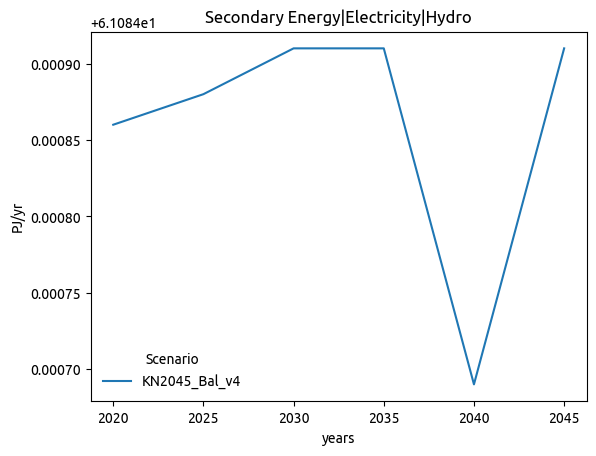 Secondary Energy|Electricity|Hydro
+6.1084e1
0.00090
0.00085
0.00080
0.00075
0.00070
PJ/yr
Scenario
KN2045_Bal_v4
2020 2025 2030 2035 2040 2045
years